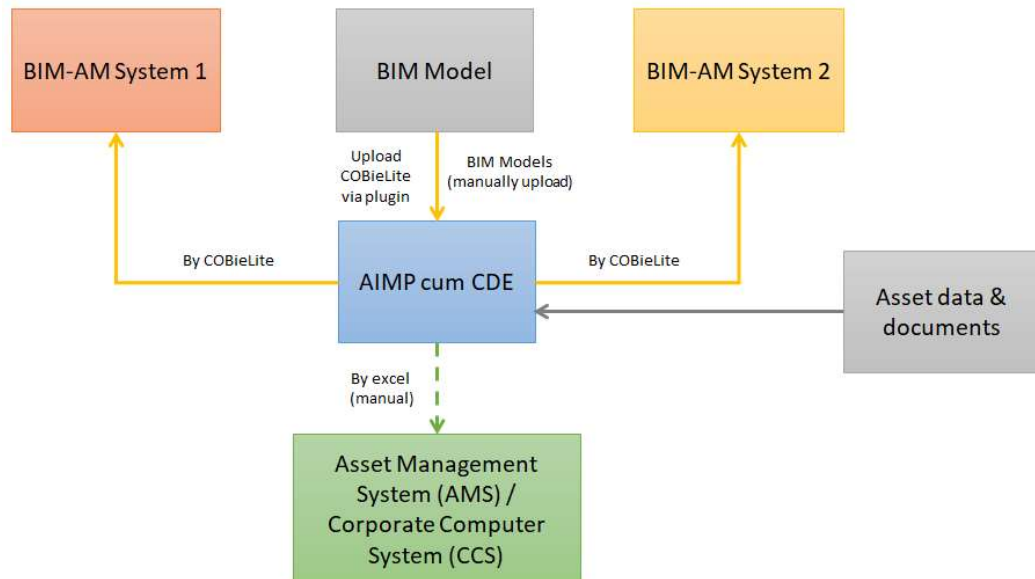 BIM-AM System 1
BIM Model
BIM-AM System 2
Upload
COBieLite
via plugin
BIM Models
(manually upload)
By COBieLite
AIMP cum CDE
By COBieLite
Asset data &
documents
By excel
(manual)
Asset Management
System (AMS) /
Corporate Computer
System (CCS)